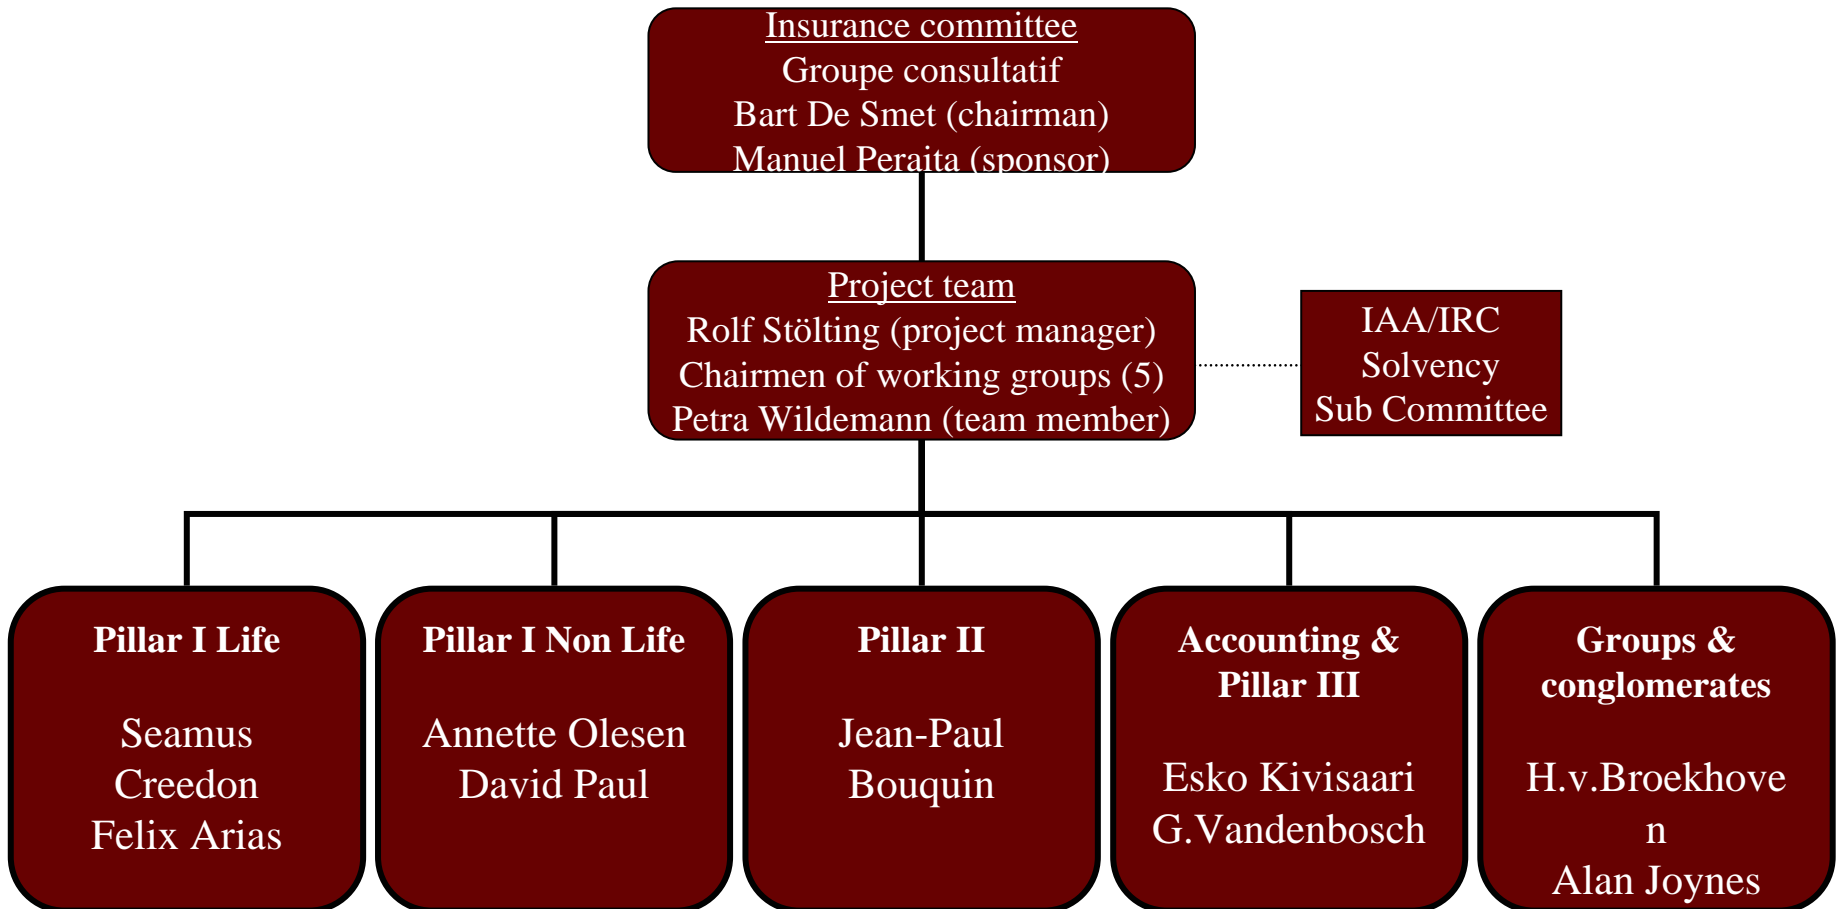 Insurance committee
Groupe consultatif
Bart De Smet (chairman)
Manuel Peraita (sponsor)
Project team
Rolf Stölting (project manager)
Chairmen of working groups (5)
Petra Wildemann (team member)
IAA/IRC
Solvency
Sub Committee
Pillar I Life
Seamus
Creedon
Felix Arias
Pillar I Non Life
Annette Olesen
David Paul
Pillar II
Jean-Paul
Bouquin
Accounting &
Pillar III
Esko Kivisaari
G.Vandenbosch
Groups &
conglomerates
H.v.Broekhove
n
Alan Joynes